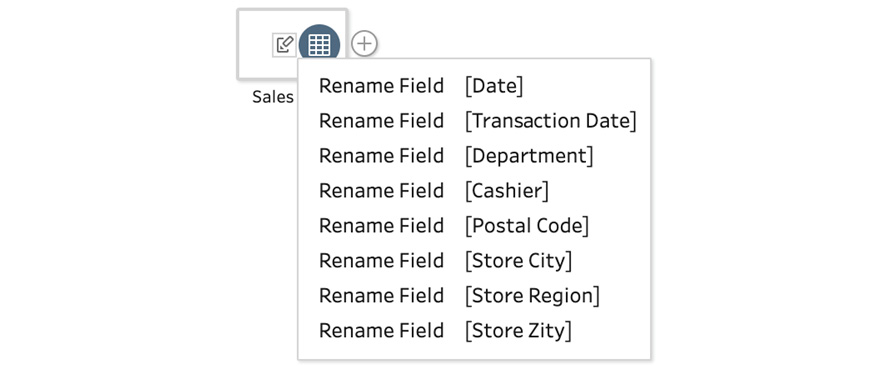 Sales
Rename Field [Date]
Rename Field [Transaction Date]
Rename Field [Department]
Rename Field [Cashier]
Rename Field [Postal Code]
Rename Field [Store City]
Rename Field [Store Region]
Rename Field [Store Zity]